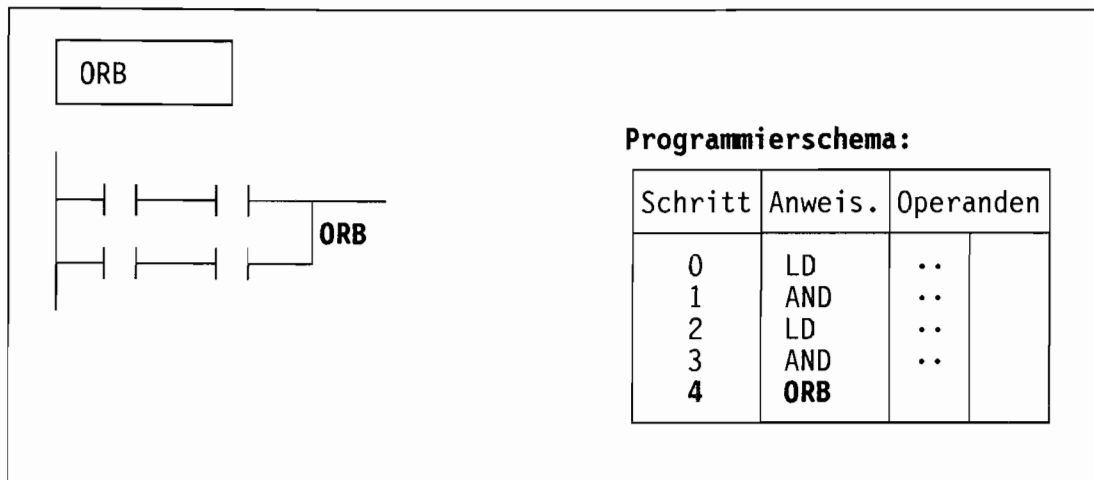 ORB
ORB
Programmierschema:
Schritt Anweis. Operanden
0 LD ..
1 AND ..
2 LD ..
3 AND ..
4 ORB